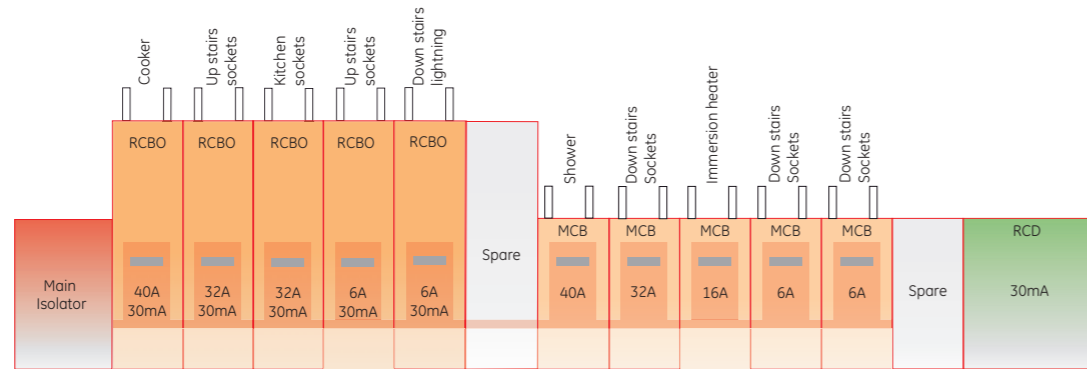 Cooker
Up stairs
sockets
Kitchen
sockets
Up stairs
sockets
Down stairs
lightning
Shower
Down stairs
Sockets
Immersion heater
Down stairs
Sockets
Down stairs
Sockets
Main
Isolator
RCBO
40A
30mA
RCBO
32A
30mA
RCBO
32A
30mA
RCBO
6A
30mA
RCBO
6A
30mA
Spare
MCB
40A
MCB
32A
MCB
16A
MCB
6A
MCB
6A
Spare
RCD
30mA